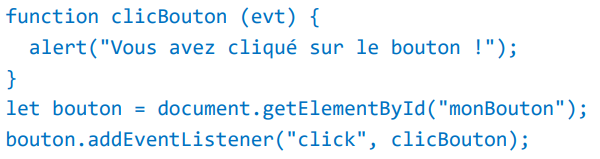 function clicBouton (evt) {
  alert("Vous avez cliqué sur le bouton !");
}
let bouton = document.getElementById("monBouton");
bouton.addEventListener("click", clicBouton);